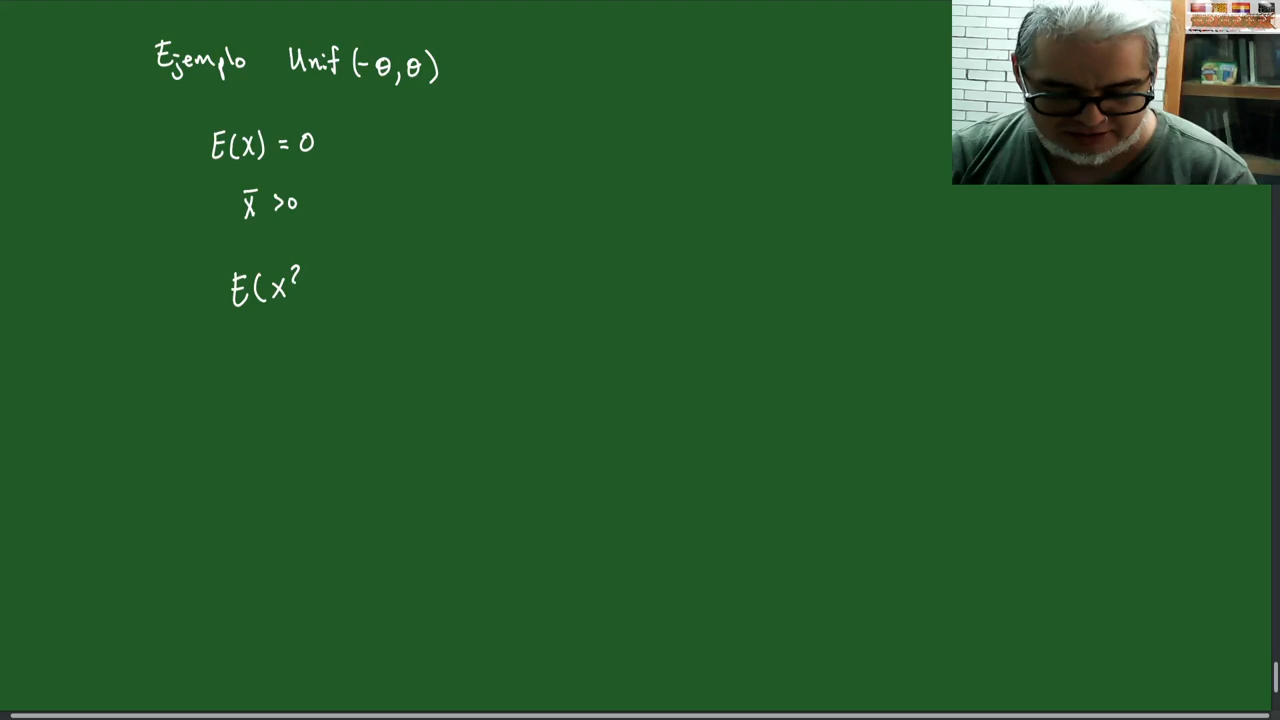 Ejemplo Unif (-θ, θ)
E(X) = 0
X̄ >0
E(X²